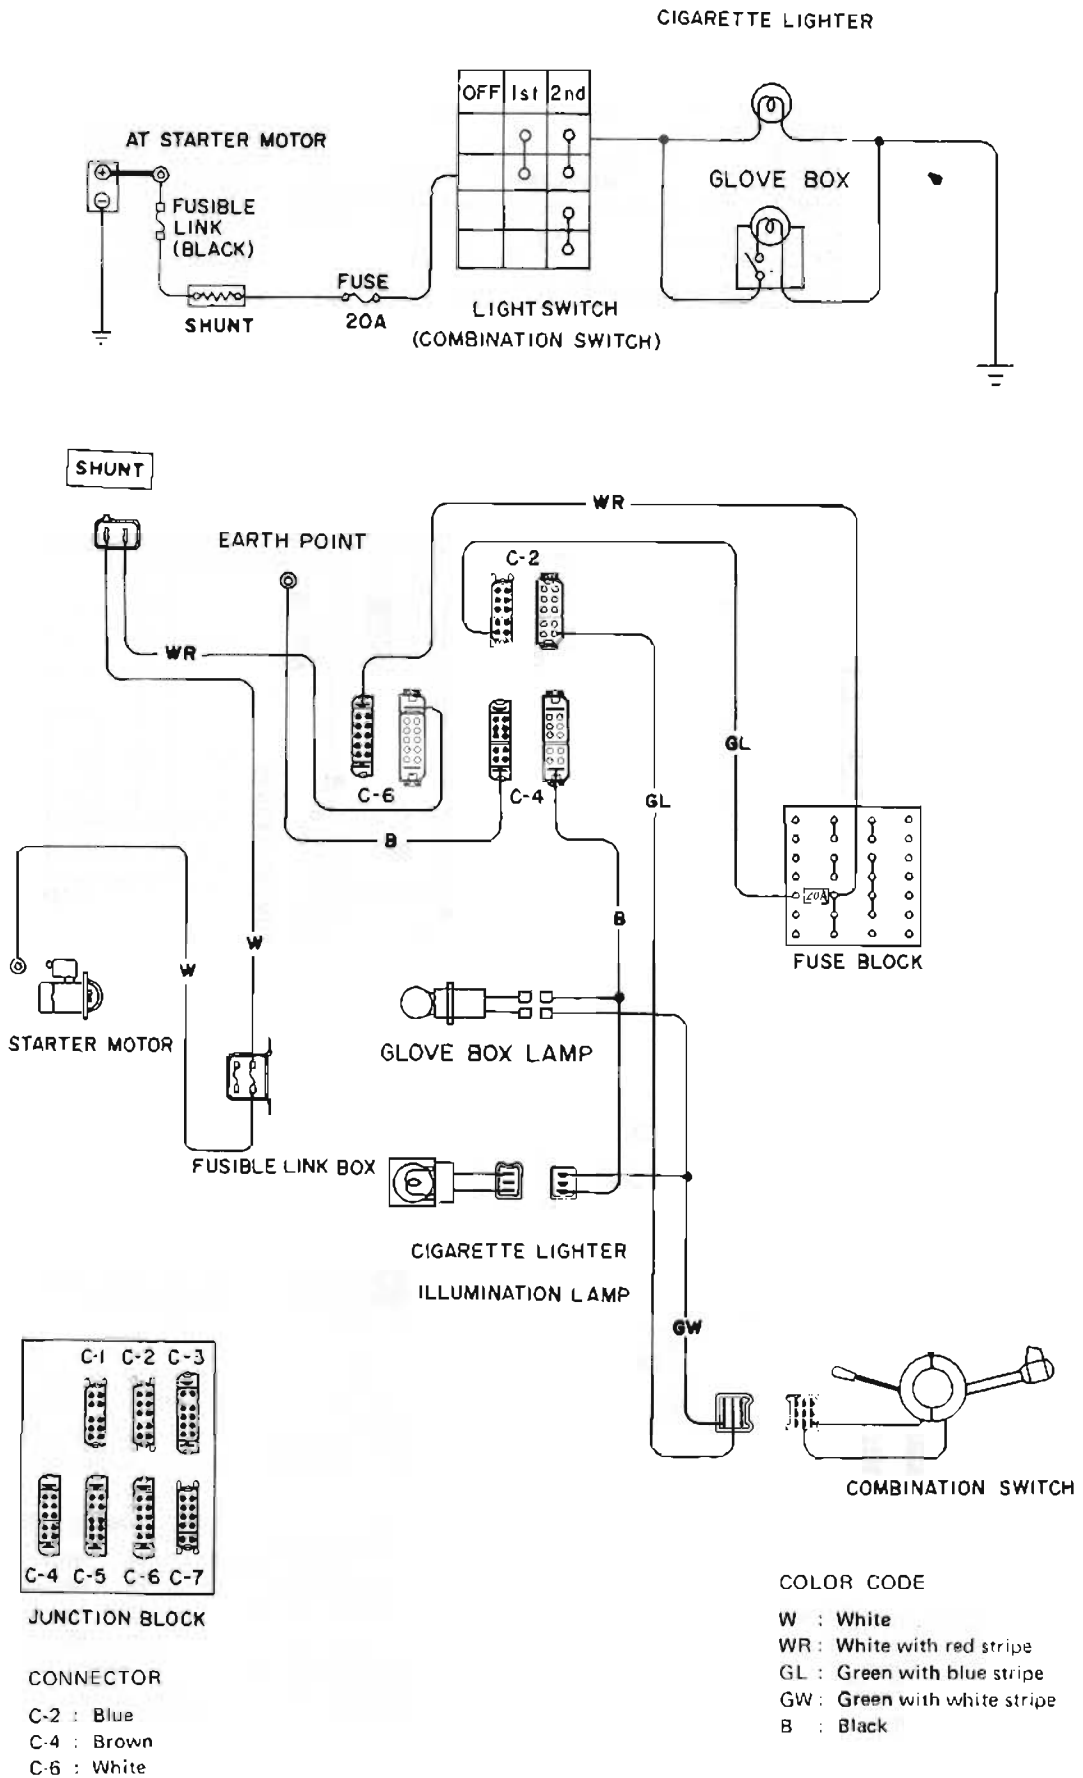 CIGARETTE LIGHTER
OFF 1st 2nd
AT STARTER MOTOR
+
−
FUSIBLE
LINK
(BLACK)
GLOVE BOX
SHUNT
FUSE
20A
LIGHT SWITCH
(COMBINATION SWITCH)
SHUNT
EARTH POINT
WR
C-2
WR
C-6
C-4
GL
GL
B
B
W
W
20A
FUSE BLOCK
STARTER MOTOR
GLOVE BOX LAMP
FUSIBLE LINK BOX
CIGARETTE LIGHTER
ILLUMINATION LAMP
GW
COMBINATION SWITCH
C-1 C-2 C-3
C-4 C-5 C-6 C-7
JUNCTION BLOCK
CONNECTOR
C-2 : Blue
C-4 : Brown
C-6 : White
COLOR CODE
W : White
WR : White with red stripe
GL : Green with blue stripe
GW : Green with white stripe
B : Black